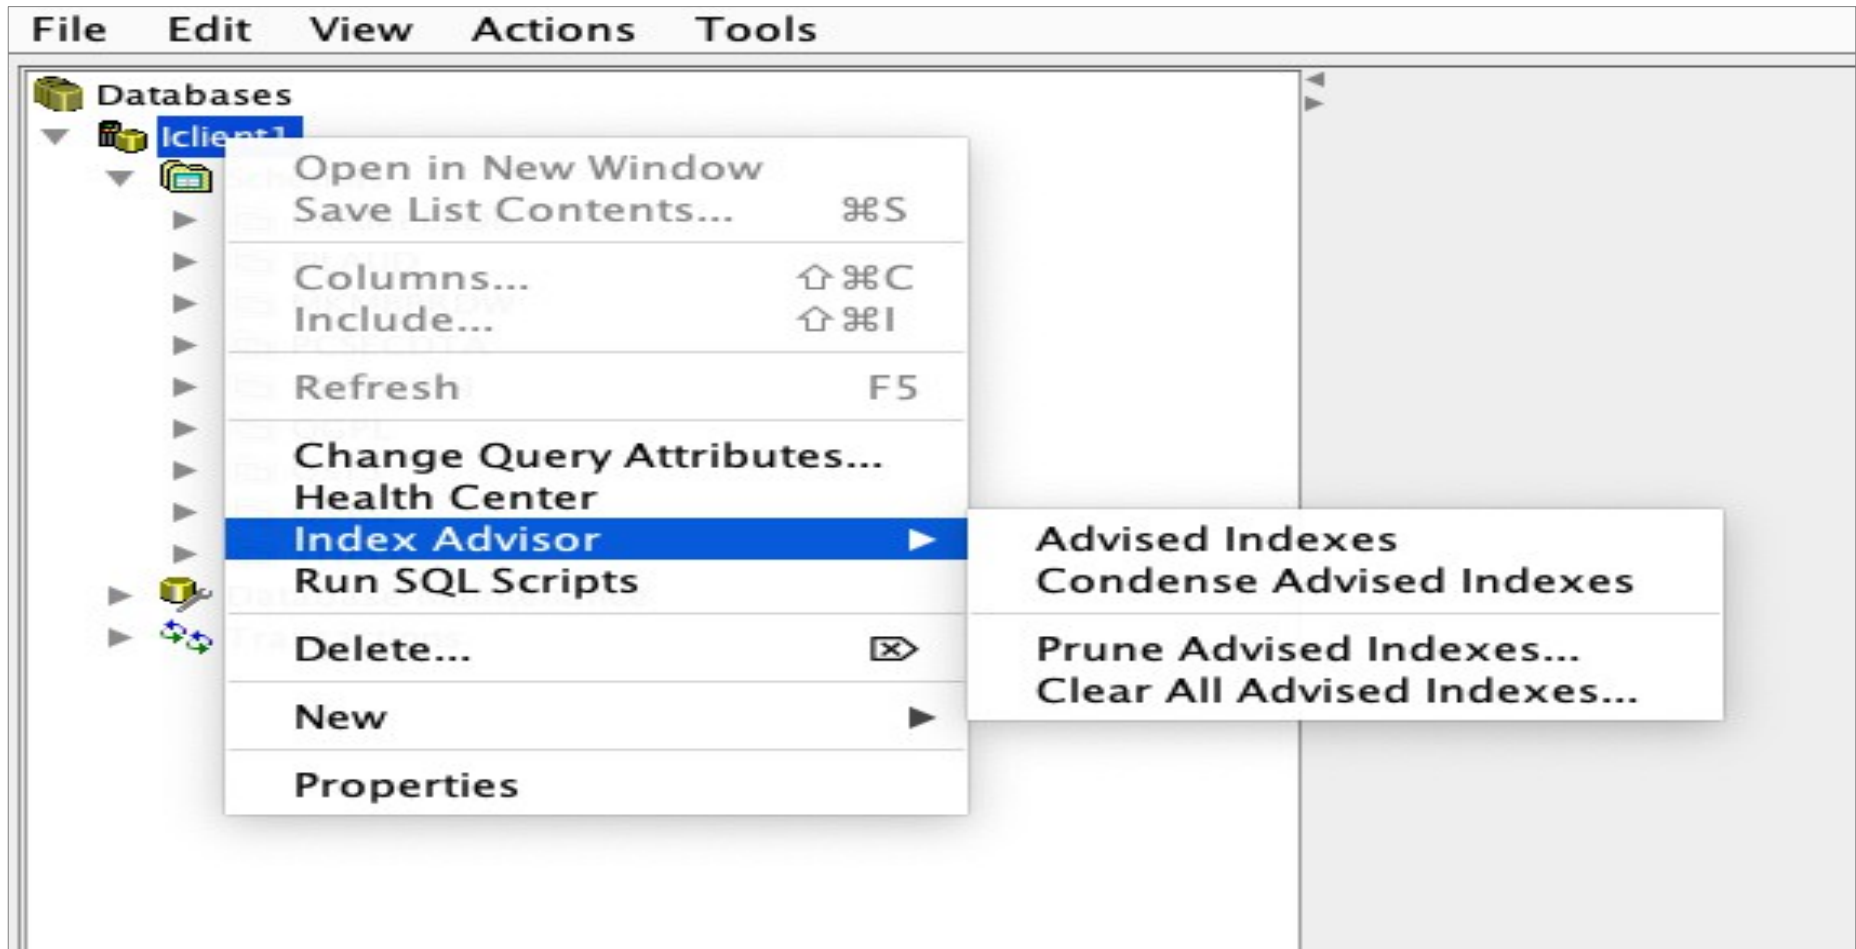 File Edit View Actions Tools
Databases
Iclient1
Open in New Window
Save List Contents... ⌘S
Columns... ⇧⌘C
Include... ⇧⌘I
Refresh F5
Change Query Attributes...
Health Center
Index Advisor
Run SQL Scripts
Delete...
New
Properties
Advised Indexes
Condense Advised Indexes
Prune Advised Indexes...
Clear All Advised Indexes...